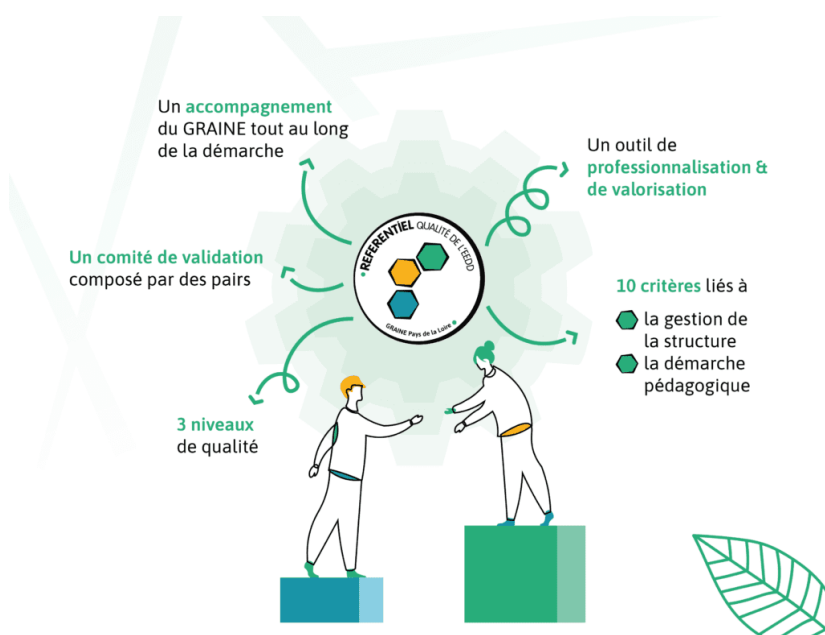 Un accompagnement
du GRAINE tout au long
de la démarche
Un outil de
professionnalisation &
de valorisation
Un comité de validation
composé par des pairs
REFERENTIEL QUALITÉ DE L'EEDD
GRAINE Pays de la Loire
10 critères liés à
la gestion de
la structure
la démarche
pédagogique
3 niveaux
de qualité